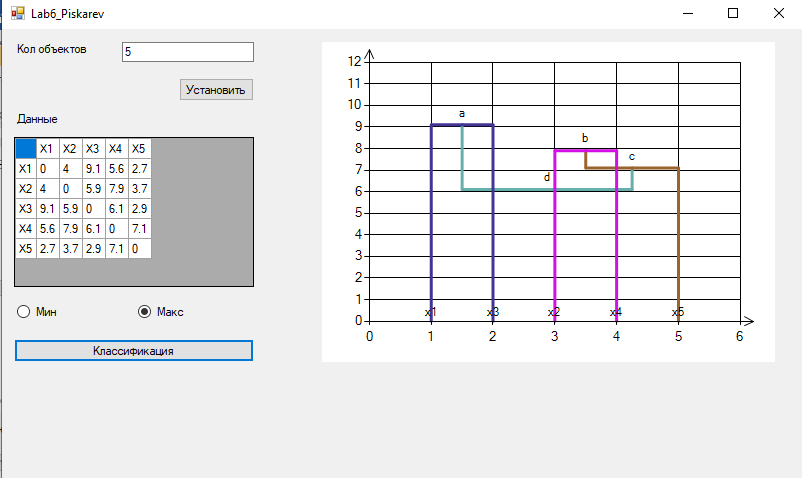 Lab6_Piskarev
Кол объектов 5
Установить
Данные
X1 X2 X3 X4 X5
X1 0 4 9.1 5.6 2.7
X2 4 0 5.9 7.9 3.7
X3 9.1 5.9 0 6.1 2.9
X4 5.6 7.9 6.1 0 7.1
X5 2.7 3.7 2.9 7.1 0
Мин Макс
Классификация
12
11
10
9
8
7
6
5
4
3
2
1
0
a
b
c
d
x1 x3 x2 x4 x5
0 1 2 3 4 5 6